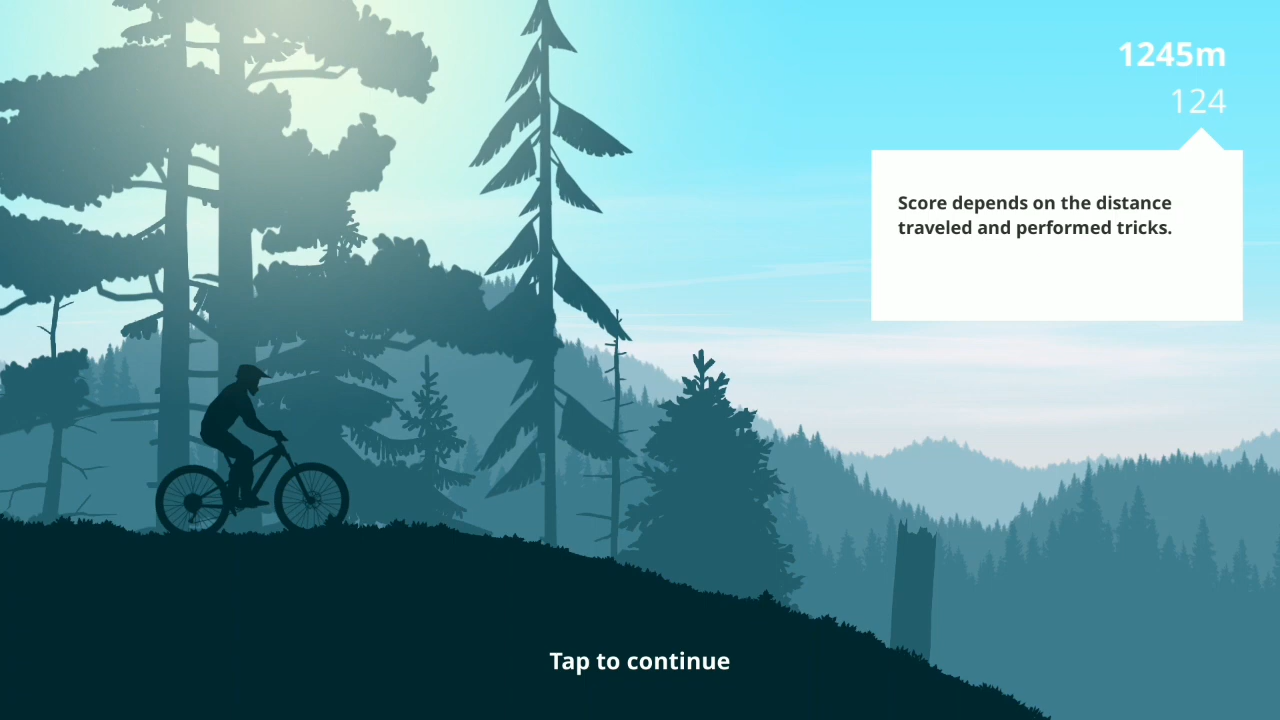 1245m
124
Score depends on the distance
traveled and performed tricks.
Tap to continue